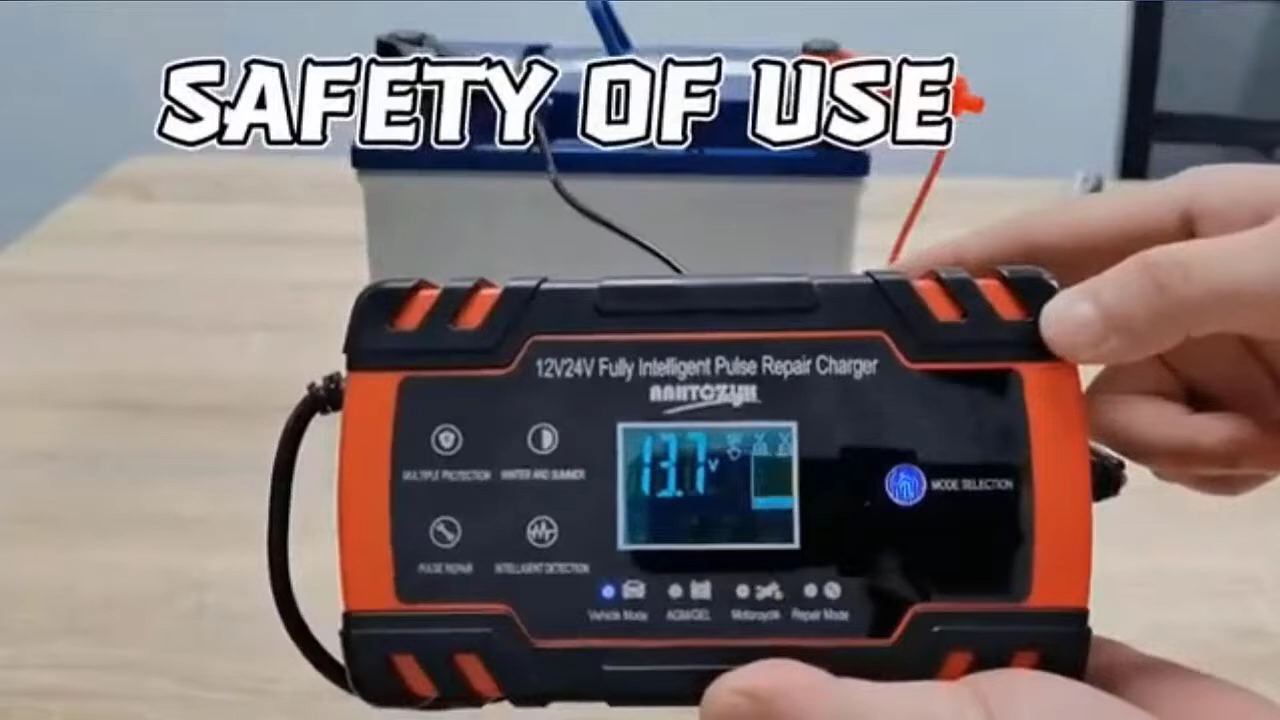 SAFETY OF USE
12V24V Fully Intelligent Pulse Repair Charger
13.7 V
MULTIPLE PROTECTION
WINTER AND SUMMER
MODE SELECTION
PULSE REPAIR
INTELLIGENT DETECTION
Vehicle Mode
AGM/GEL
Motorcycle
Repair Mode